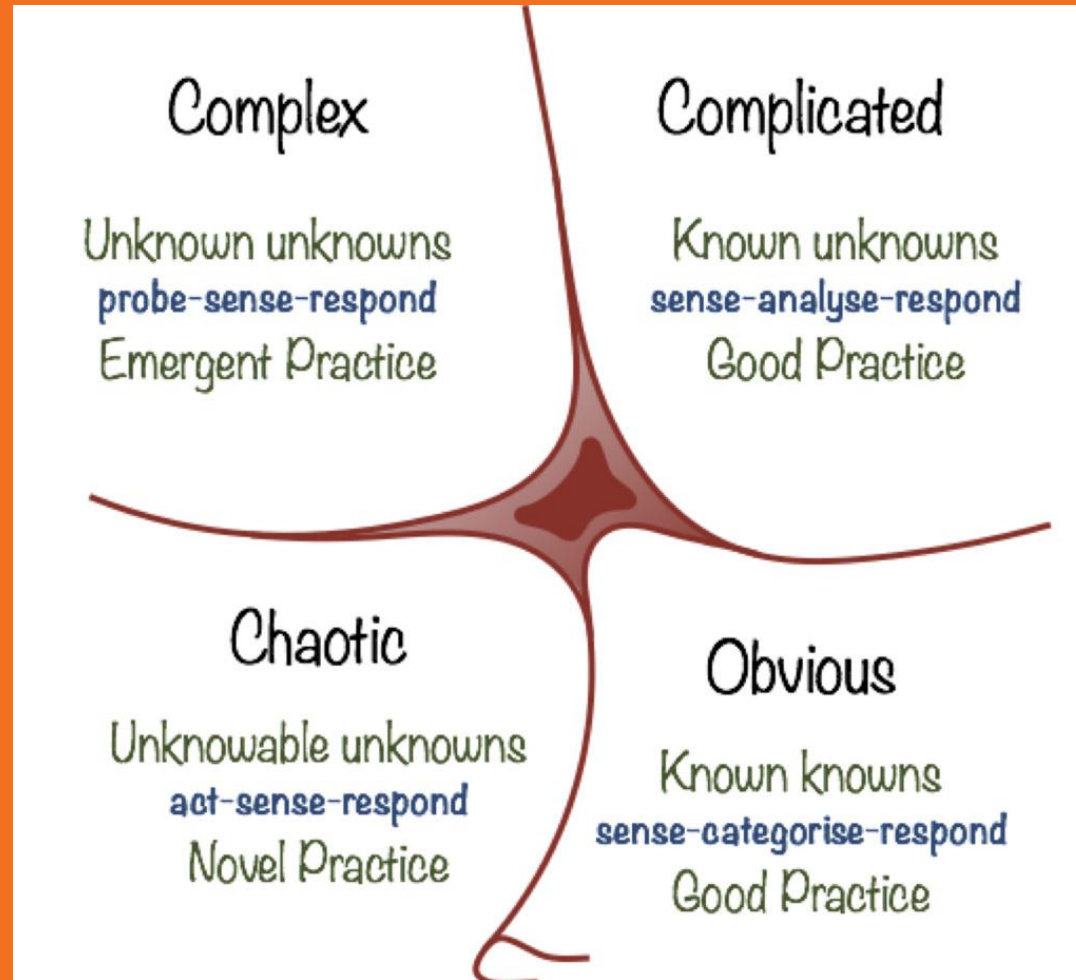 Complex
Unknown unknowns
probe-sense-respond
Emergent Practice
Complicated
Known unknowns
sense-analyse-respond
Good Practice
Chaotic
Unknowable unknowns
act-sense-respond
Novel Practice
Obvious
Known knowns
sense-categorise-respond
Good Practice